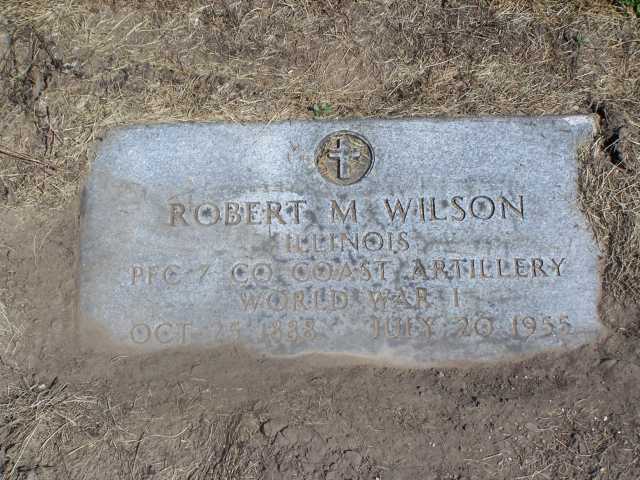 ROBERT M WILSON
ILLINOIS
PFC 7 CO COAST ARTILLERY
WORLD WAR I
OCT 25 1888 JULY 20 1955